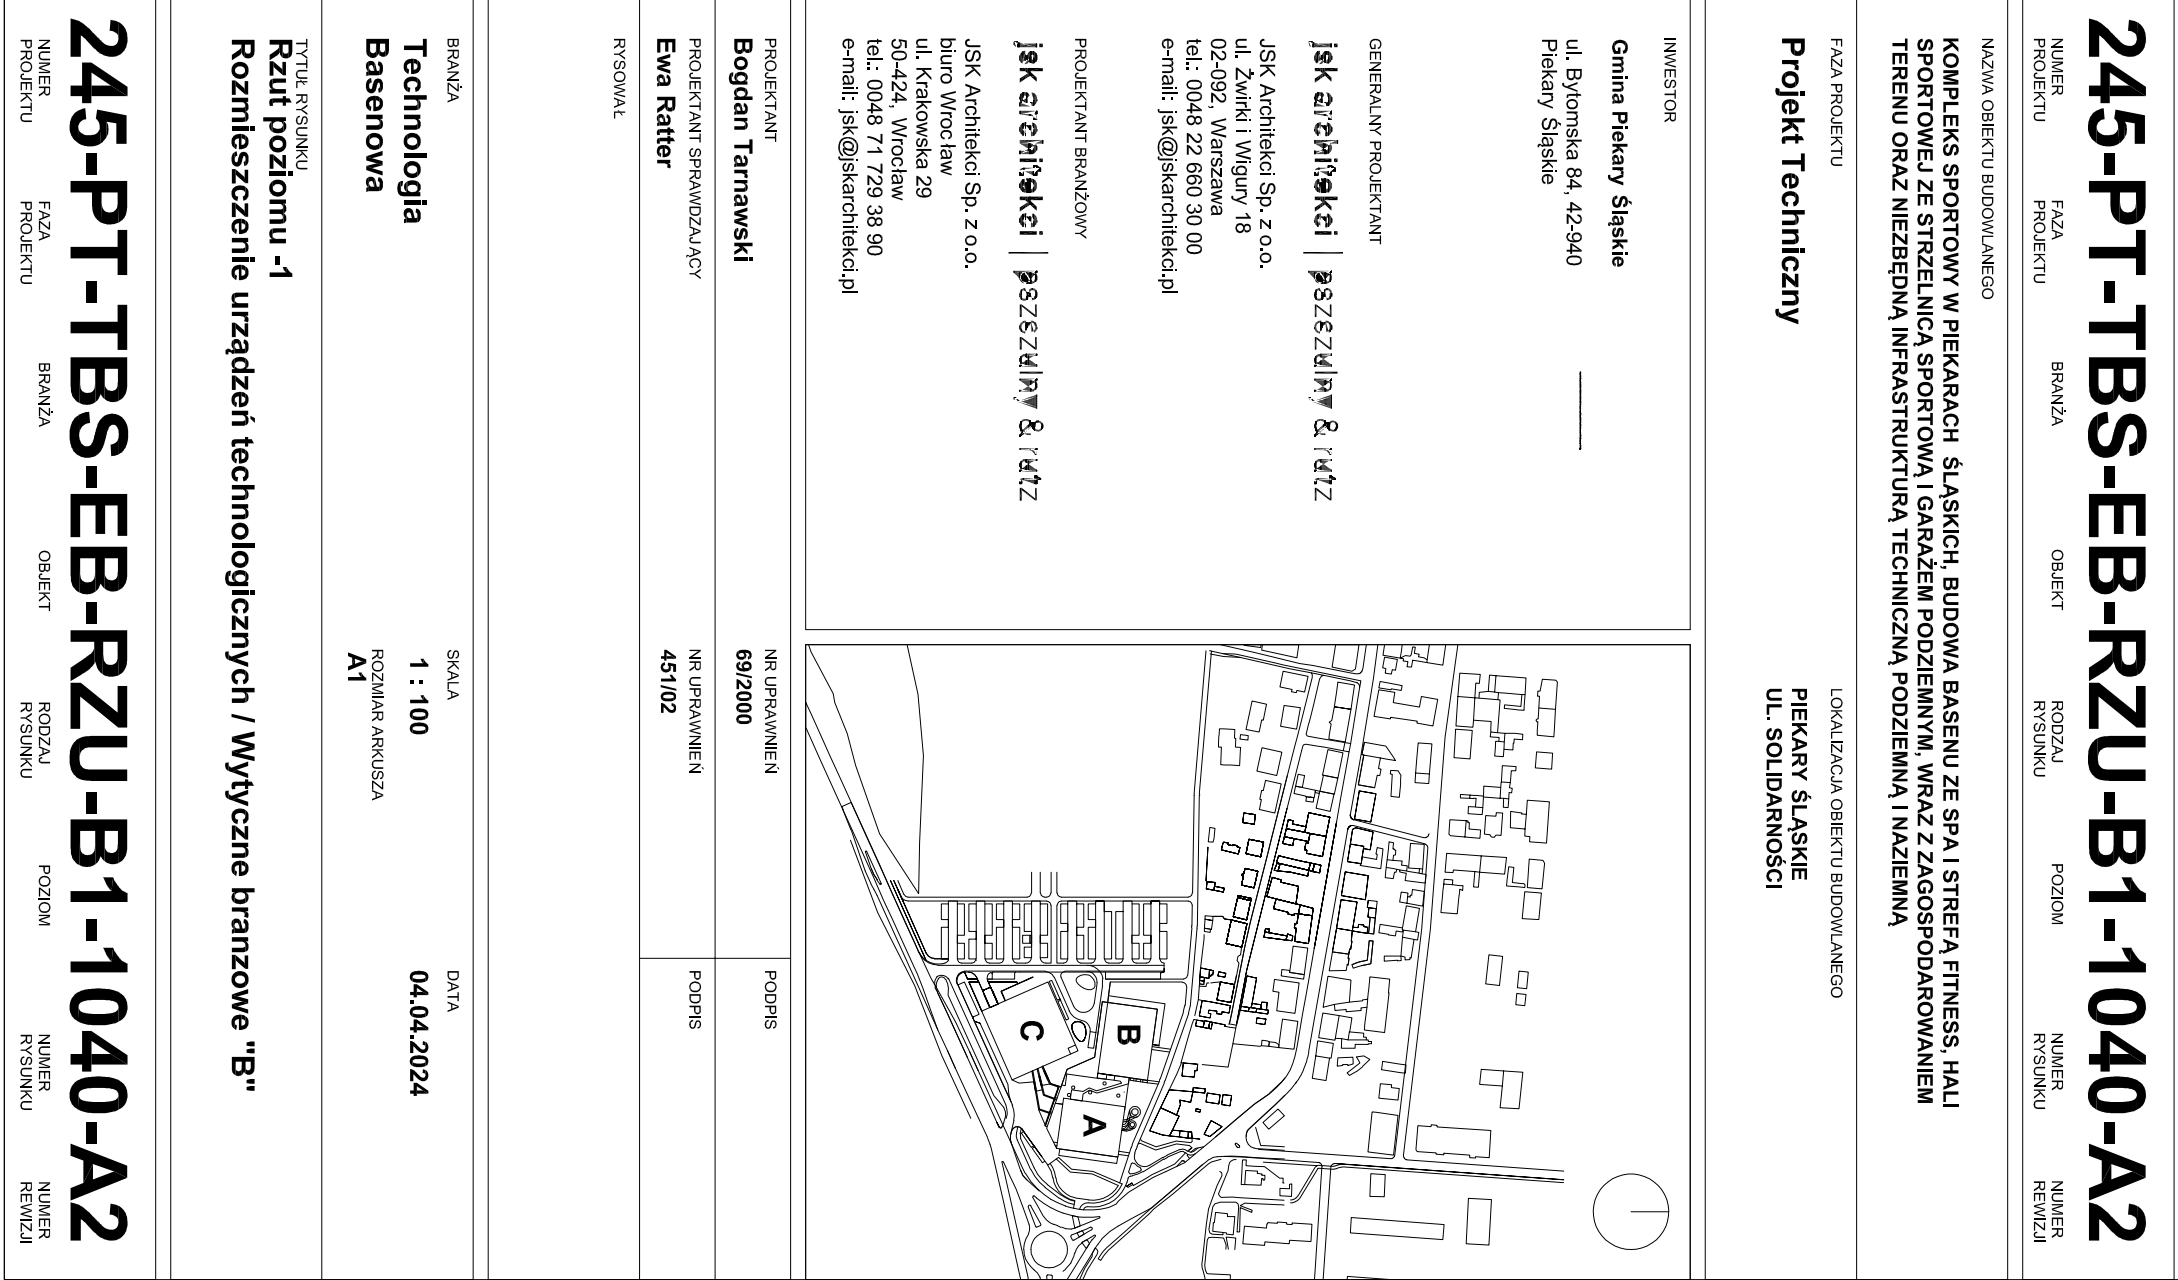 245-PT-TBS-EB-RZU-B1-1040-A2
NUMER
PROJEKTU
FAZA
PROJEKTU
BRANŻA
OBJEKT
RODZAJ
RYSUNKU
POZIOM
NUMER
RYSUNKU
NUMER
REWIZJI
NAZWA OBIEKTU BUDOWLANEGO
KOMPLEKS SPORTOWY W PIEKARACH ŚLĄSKICH, BUDOWA BASENU ZE SPA I STREFĄ FITNESS, HALI
SPORTOWEJ ZE STRZELNICĄ SPORTOWĄ I GARAŻEM PODZIEMNYM, WRAZ Z ZAGOSPODAROWANIEM
TERENU ORAZ NIEZBĘDNĄ INFRASTRUKTURĄ TECHNICZNĄ PODZIEMNĄ I NAZIEMNĄ
FAZA PROJEKTU
Projekt Techniczny
LOKALIZACJA OBIEKTU BUDOWLANEGO
PIEKARY ŚLĄSKIE
UL. SOLIDARNOŚCI
INWESTOR
Gmina Piekary Śląskie
ul. Bytomska 84, 42-940
Piekary Śląskie
GENERALNY PROJEKTANT
jsk architekci | pszczulny & rutz
JSK Architekci Sp. z o.o.
ul. Żwirki i Wigury 18
02-092, Warszawa
tel.: 0048 22 660 30 00
e-mail: jsk@jskarchitekci.pl
PROJEKTANT BRANŻOWY
jsk architekci | pszczulny & rutz
JSK Architekci Sp. z o.o.
biuro Wrocław
ul. Krakowska 29
50-424, Wrocław
tel.: 0048 71 729 38 90
e-mail: jsk@jskarchitekci.pl
B
C
A
PROJEKTANT
Bogdan Tarnawski
NR UPRAWNIEŃ
69/2000
PODPIS
PROJEKTANT SPRAWDZAJĄCY
Ewa Ratter
NR UPRAWNIEŃ
451/02
PODPIS
RYSOWAŁ
BRANŻA
Technologia
Basenowa
SKALA
1 : 100
ROZMIAR ARKUSZA
A1
DATA
04.04.2024
TYTUŁ RYSUNKU
Rzut poziomu -1
Rozmieszczenie urządzeń technologicznych / Wytyczne branzowe "B"
245-PT-TBS-EB-RZU-B1-1040-A2
NUMER
PROJEKTU
FAZA
PROJEKTU
BRANŻA
OBJEKT
RODZAJ
RYSUNKU
POZIOM
NUMER
RYSUNKU
NUMER
REWIZJI